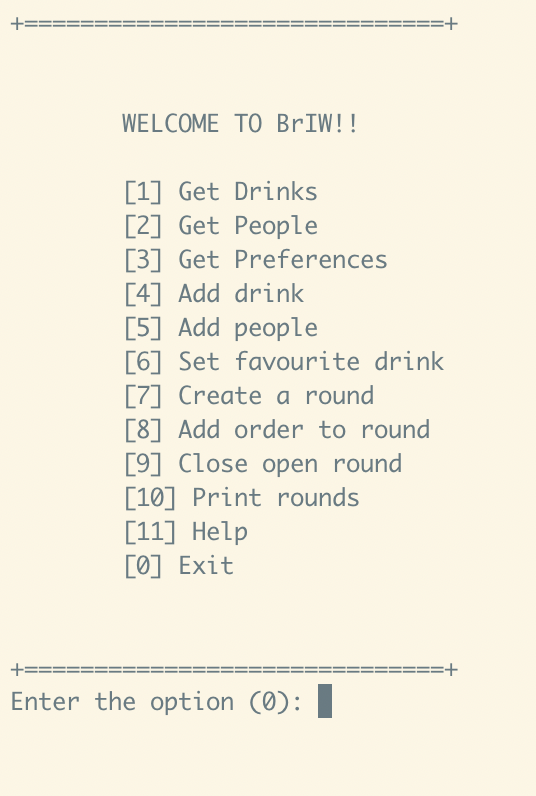 +==============================+
WELCOME TO BrIW!!
[1] Get Drinks
[2] Get People
[3] Get Preferences
[4] Add drink
[5] Add people
[6] Set favourite drink
[7] Create a round
[8] Add order to round
[9] Close open round
[10] Print rounds
[11] Help
[0] Exit
+==============================+
Enter the option (0):